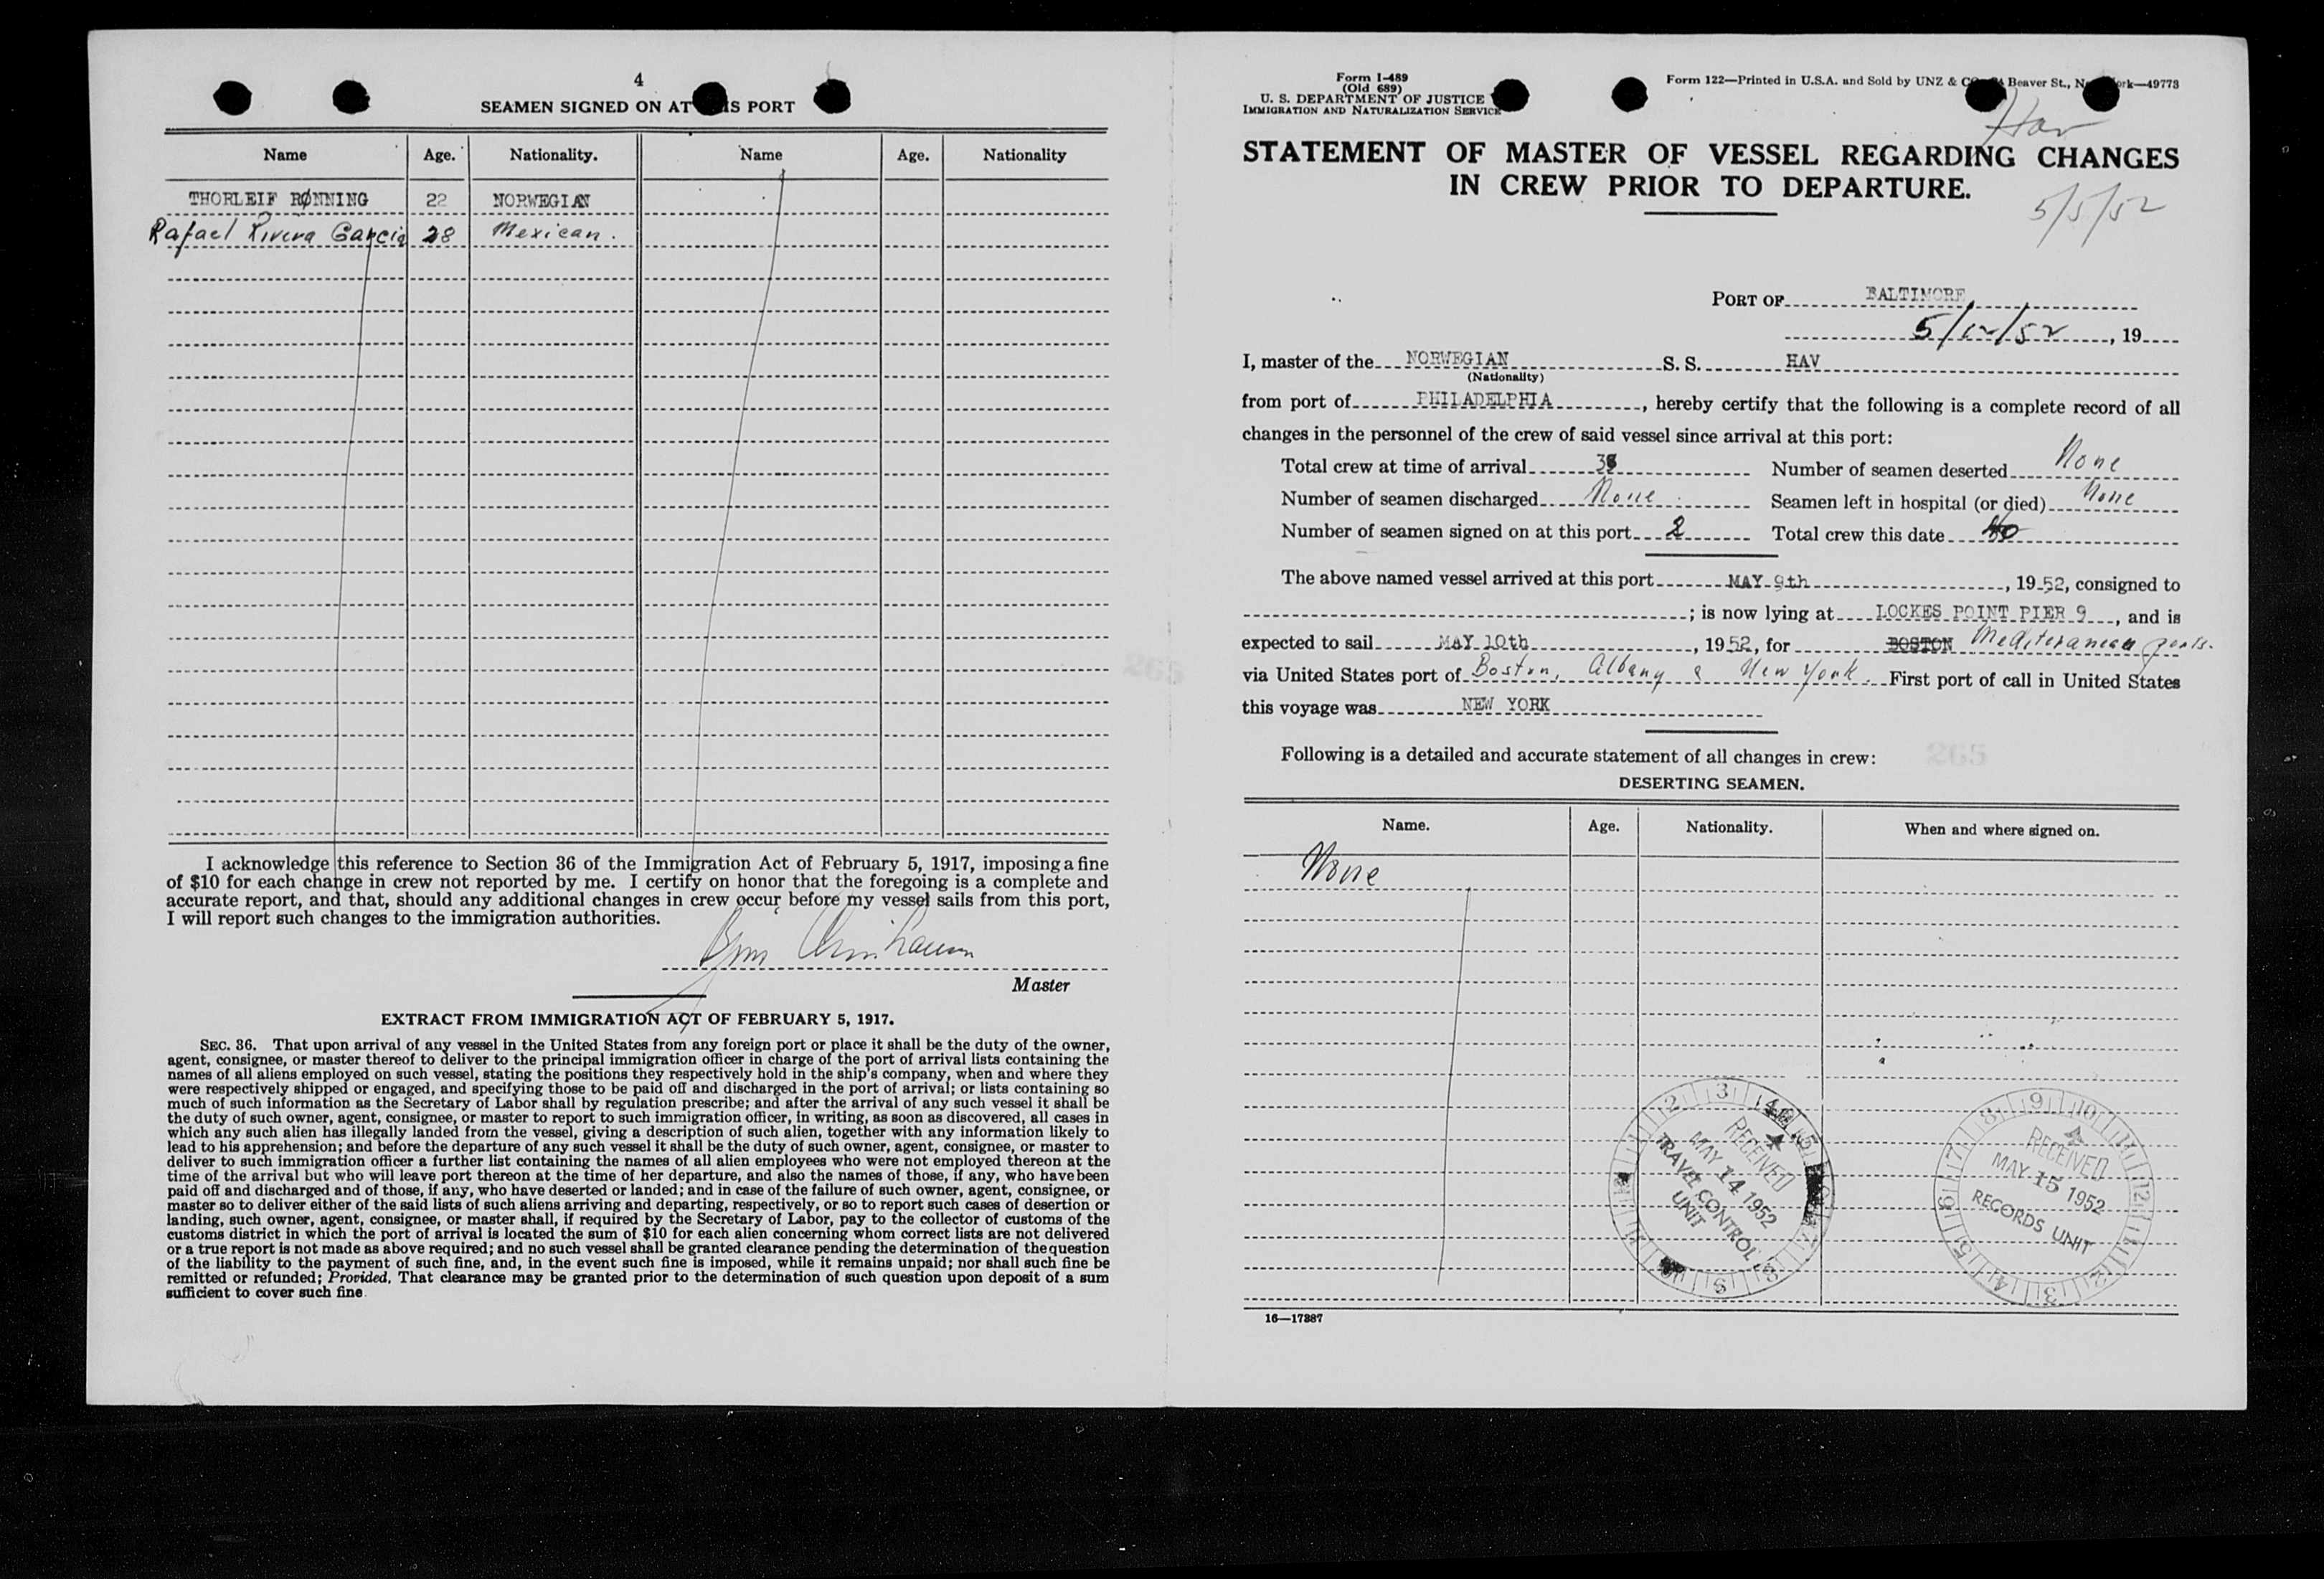 4
SEAMEN SIGNED ON AT THIS PORT
Name Age. Nationality. Name Age. Nationality
THORLEIF RØNNING 22 NORWEGIAN
Rafael Rivera Garcia 28 Mexican.
I acknowledge this reference to Section 36 of the Immigration Act of February 5, 1917, imposing a fine
of $10 for each change in crew not reported by me. I certify on honor that the foregoing is a complete and
accurate report, and that, should any additional changes in crew occur before my vessel sails from this port,
I will report such changes to the immigration authorities.
Master
EXTRACT FROM IMMIGRATION ACT OF FEBRUARY 5, 1917.
SEC. 36. That upon arrival of any vessel in the United States from any foreign port or place it shall be the duty of the owner,
agent, consignee, or master thereof to deliver to the principal immigration officer in charge of the port of arrival lists containing the
names of all aliens employed on such vessel, stating the positions they respectively hold in the ship's company, when and where they
were respectively shipped or engaged, and specifying those to be paid off and discharged in the port of arrival; or lists containing so
much of such information as the Secretary of Labor shall by regulation prescribe; and after the arrival of any such vessel it shall be
the duty of such owner, agent, consignee, or master to report to such immigration officer, in writing, as soon as discovered, all cases in
which any such alien has illegally landed from the vessel, giving a description of such alien, together with any information likely to
lead to his apprehension; and before the departure of any such vessel it shall be the duty of such owner, agent, consignee, or master to
deliver to such immigration officer a further list containing the names of all alien employees who were not employed thereon at the
time of the arrival but who will leave port thereon at the time of her departure, and also the names of those, if any, who have been
paid off and discharged and of those, if any, who have deserted or landed; and in case of the failure of such owner, agent, consignee, or
master so to deliver either of the said lists of such aliens arriving and departing, respectively, or so to report such cases of desertion or
landing, such owner, agent, consignee, or master shall, if required by the Secretary of Labor, pay to the collector of customs of the
customs district in which the port of arrival is located the sum of $10 for each alien concerning whom correct lists are not delivered
or a true report is not made as above required; and no such vessel shall be granted clearance pending the determination of the question
of the liability to the payment of such fine, and, in the event such fine is imposed, while it remains unpaid; nor shall such fine be
remitted or refunded; Provided, That clearance may be granted prior to the determination of such question upon deposit of a sum
sufficient to cover such fine.
Form I-489
(Old 689)
U. S. DEPARTMENT OF JUSTICE
IMMIGRATION AND NATURALIZATION SERVICE
Form 122—Printed in U.S.A. and Sold by UNZ & Beaver St., New York—49773
Hav
STATEMENT OF MASTER OF VESSEL REGARDING CHANGES
IN CREW PRIOR TO DEPARTURE.
5/5/52
PORT OF BALTIMORE
5/12/52, 19
I, master of the NORWEGIAN S. S. HAV
(Nationality)
from port of PHILADELPHIA, hereby certify that the following is a complete record of all
changes in the personnel of the crew of said vessel since arrival at this port:
Total crew at time of arrival 38 Number of seamen deserted None
Number of seamen discharged None Seamen left in hospital (or died) None
Number of seamen signed on at this port 2 Total crew this date 40
The above named vessel arrived at this port MAY 9th, 1952, consigned to
; is now lying at LOCKES POINT PIER 9, and is
expected to sail MAY 10th, 1952, for BOSTON Mediteranean ports.
via United States port of Boston, Albany & New York. First port of call in United States
this voyage was NEW YORK
265
Following is a detailed and accurate statement of all changes in crew:
265
DESERTING SEAMEN.
Name. Age. Nationality. When and where signed on.
None
RECEIVED
MAY 14 1952
TRAVEL CONTROL
UNIT
RECEIVED
MAY 15 1952
RECORDS UNIT
16—17387